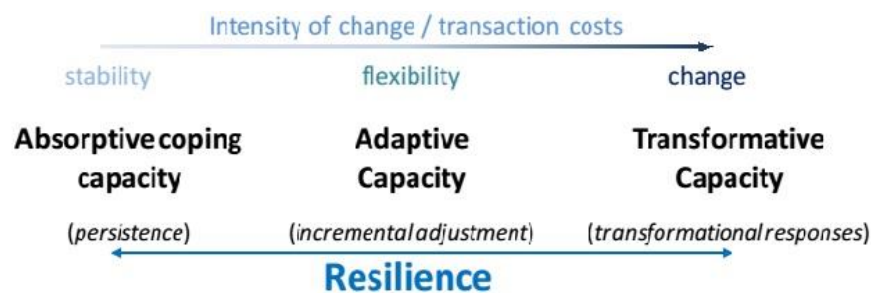 Intensity of change / transaction costs
stability flexibility change
Absorptive coping Adaptive Transformative
capacity Capacity Capacity
(persistence) (incremental adjustment) (transformational responses)
Resilience